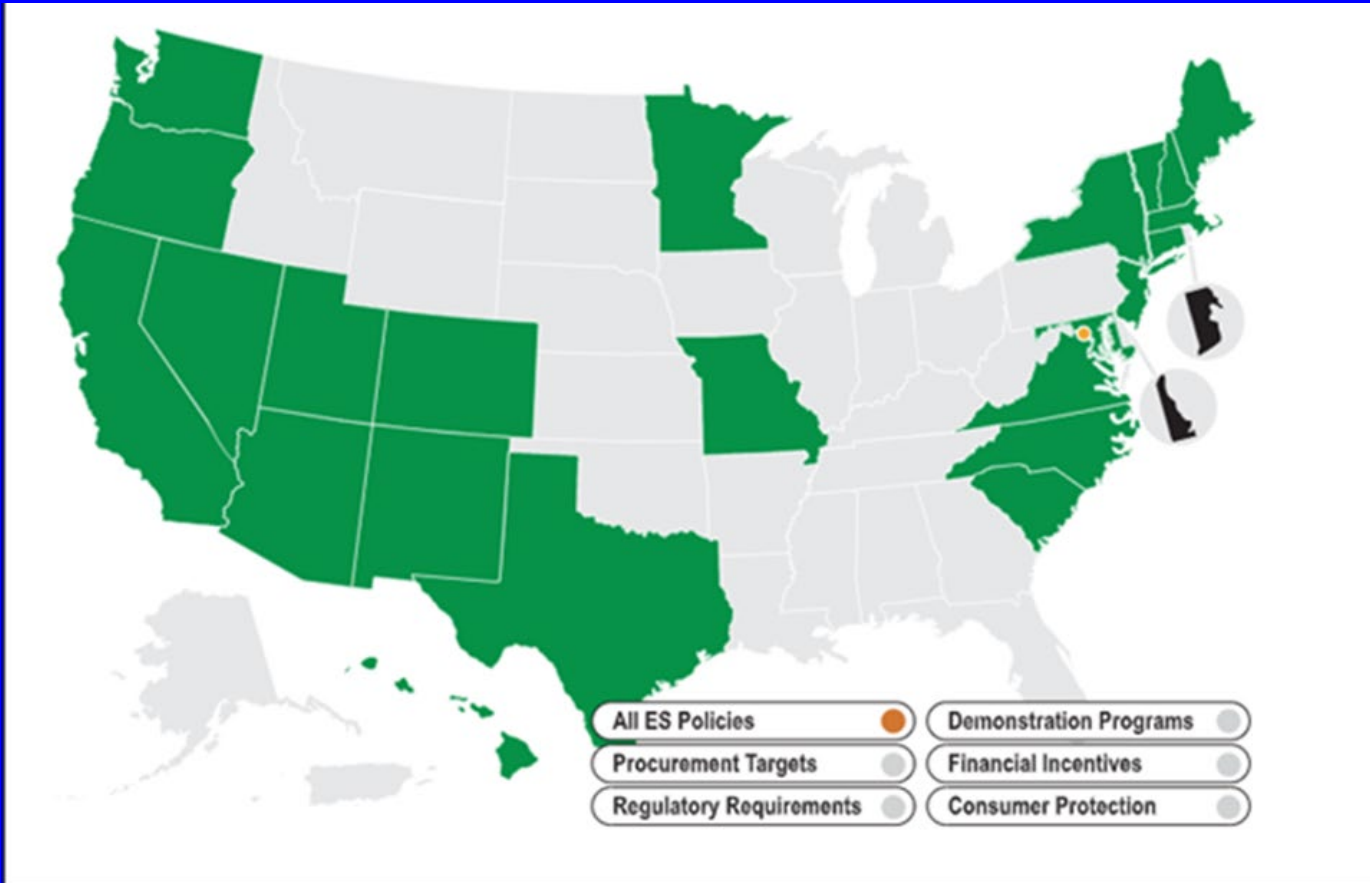 All ES Policies
Demonstration Programs
Procurement Targets
Financial Incentives
Regulatory Requirements
Consumer Protection